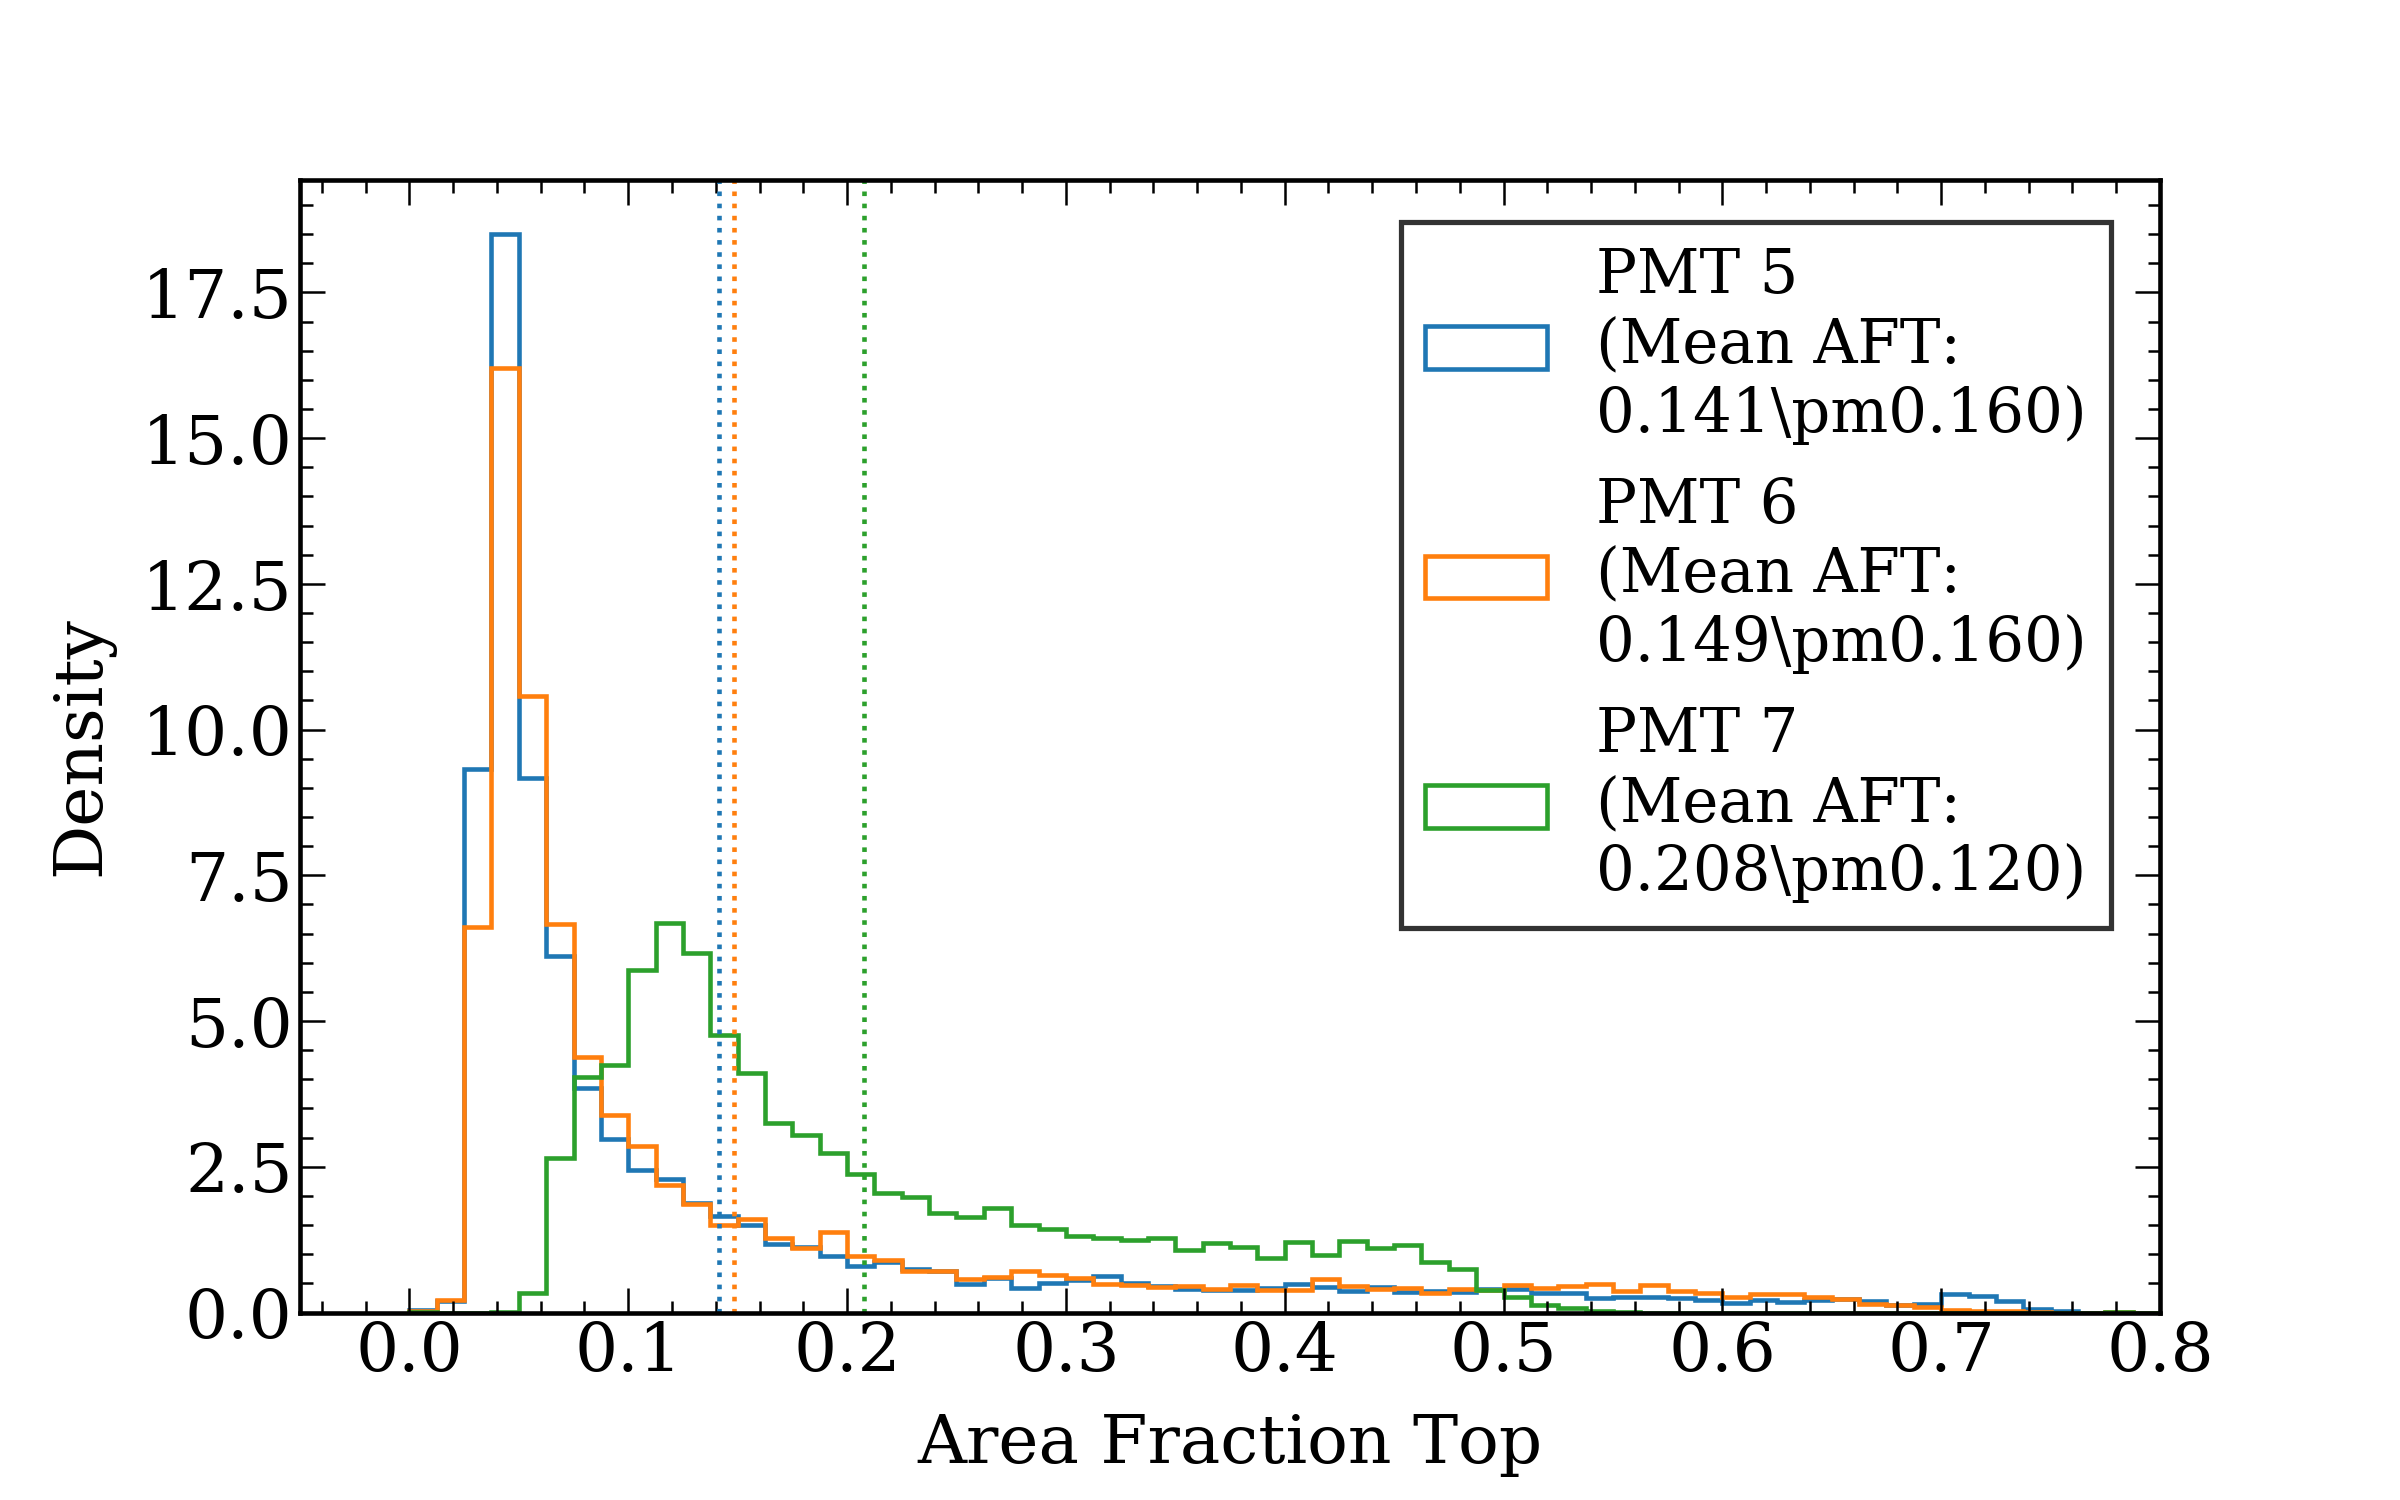 17.5
15.0
12.5
10.0
7.5
5.0
2.5
0.0
Density
0.0 0.1 0.2 0.3 0.4 0.5 0.6 0.7 0.8
Area Fraction Top
PMT 5
(Mean AFT:
0.141\pm0.160)
PMT 6
(Mean AFT:
0.149\pm0.160)
PMT 7
(Mean AFT:
0.208\pm0.120)